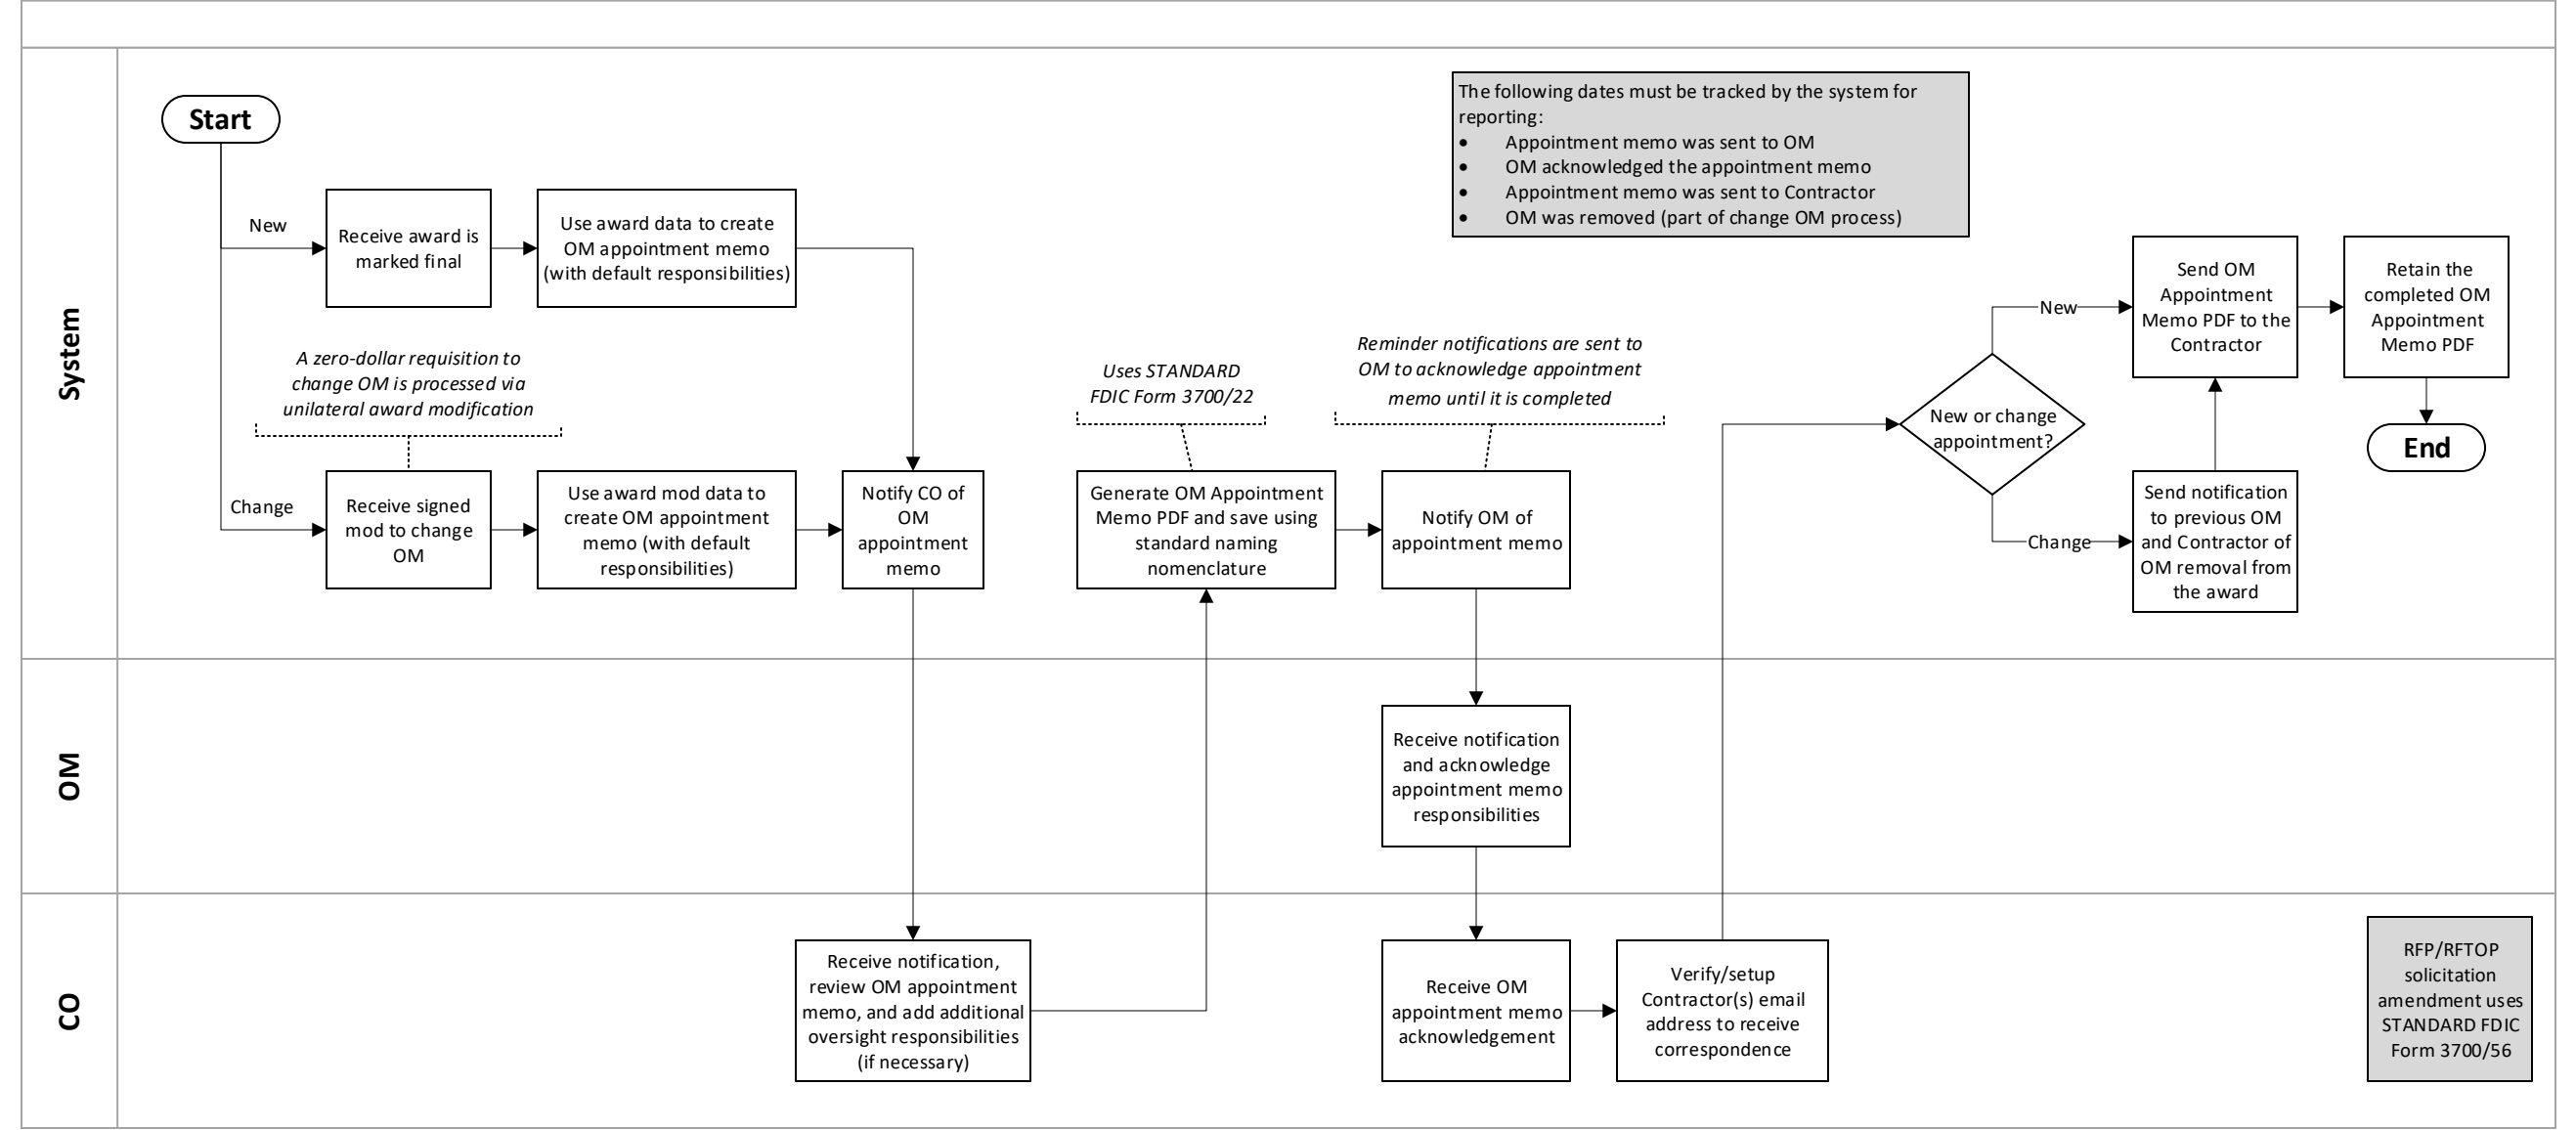 System
Start
New
Receive award is
marked final
Use award data to create
OM appointment memo
(with default responsibilities)
A zero-dollar requisition to
change OM is processed via
unilateral award modification
Change
Receive signed
mod to change
OM
Use award mod data to
create OM appointment
memo (with default
responsibilities)
Notify CO of
OM
appointment
memo
Uses STANDARD
FDIC Form 3700/22
Generate OM Appointment
Memo PDF and save using
standard naming
nomenclature
Reminder notifications are sent to
OM to acknowledge appointment
memo until it is completed
Notify OM of
appointment memo
The following dates must be tracked by the system for
reporting:
• Appointment memo was sent to OM
• OM acknowledged the appointment memo
• Appointment memo was sent to Contractor
• OM was removed (part of change OM process)
New or change
appointment?
New
Send OM
Appointment
Memo PDF to the
Contractor
Retain the
completed OM
Appointment
Memo PDF
End
Change
Send notification
to previous OM
and Contractor of
OM removal from
the award
OM
Receive notification
and acknowledge
appointment memo
responsibilities
CO
Receive notification,
review OM appointment
memo, and add additional
oversight responsibilities
(if necessary)
Receive OM
appointment memo
acknowledgement
Verify/setup
Contractor(s) email
address to receive
correspondence
RFP/RFTOP
solicitation
amendment uses
STANDARD FDIC
Form 3700/56